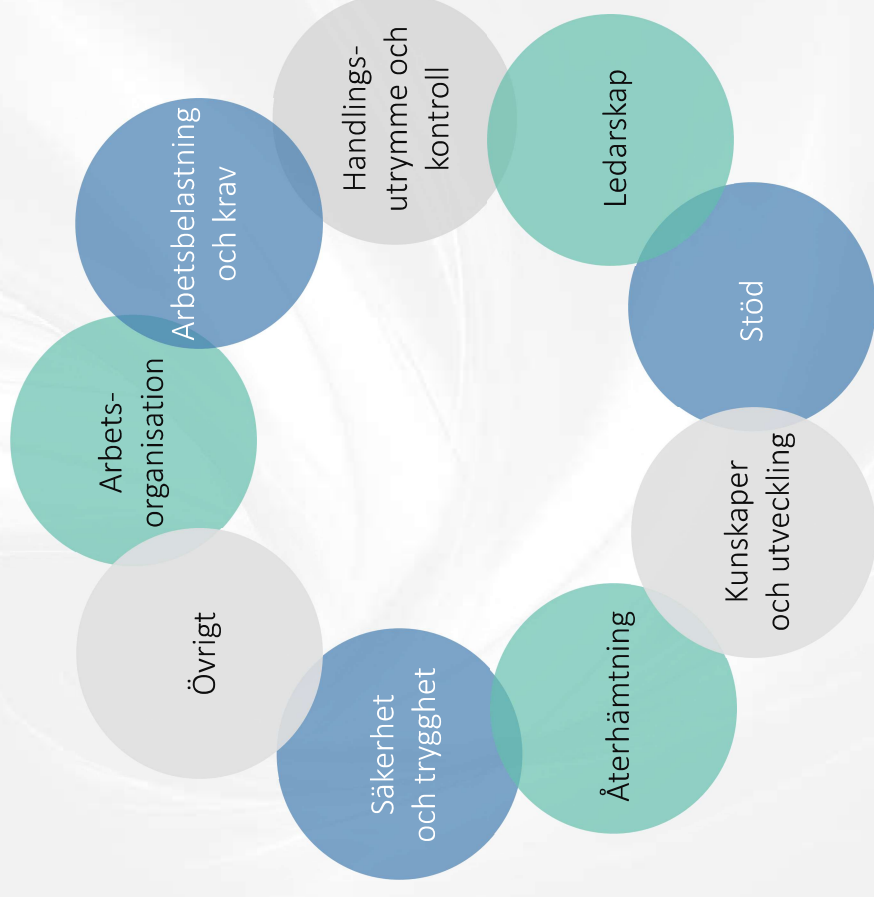 Arbets-
organisation
Arbetsbelastning
och krav
Handlings-
utrymme och
kontroll
Ledarskap
Stöd
Kunskaper
och utveckling
Återhämtning
Säkerhet
och trygghet
Övrigt